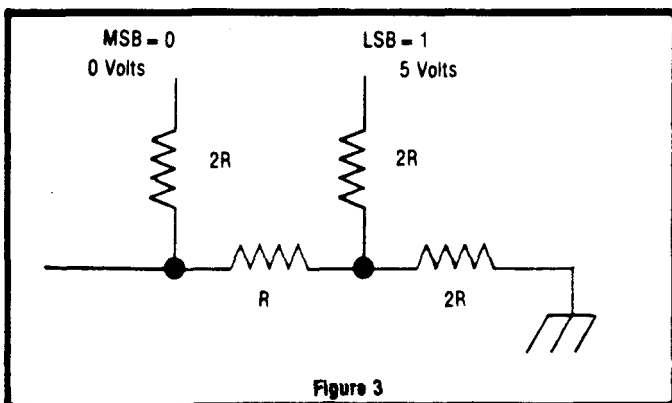 MSB = 0
0 Volts
LSB = 1
5 Volts
2R
2R
R
2R
Figure 3